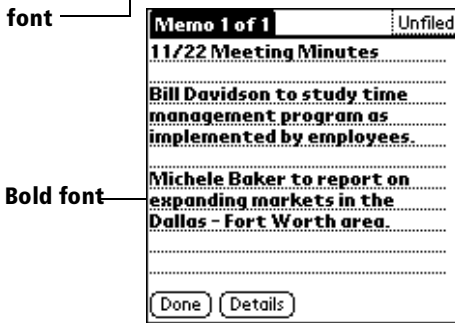 font
Memo 1 of 1 Unfiled
11/22 Meeting Minutes
Bill Davidson to study time
management program as
implemented by employees.
Michele Baker to report on
Bold font
expanding markets in the
Dallas - Fort Worth area.
Done Details